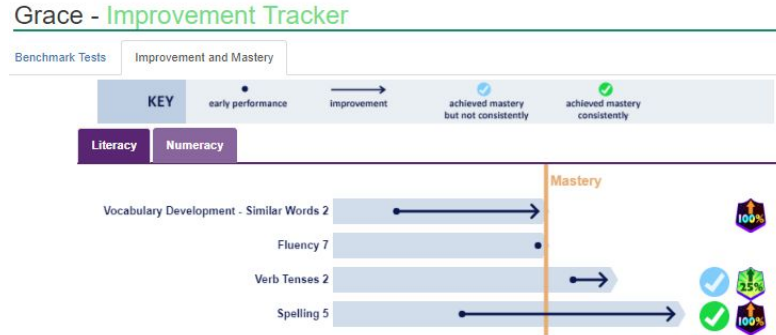 Grace - Improvement Tracker
Benchmark Tests
Improvement and Mastery
KEY
early performance
improvement
achieved mastery
but not consistently
achieved mastery
consistently
Literacy
Numeracy
Mastery
Vocabulary Development - Similar Words 2
100%
Fluency 7
Verb Tenses 2
25%
Spelling 5
100%